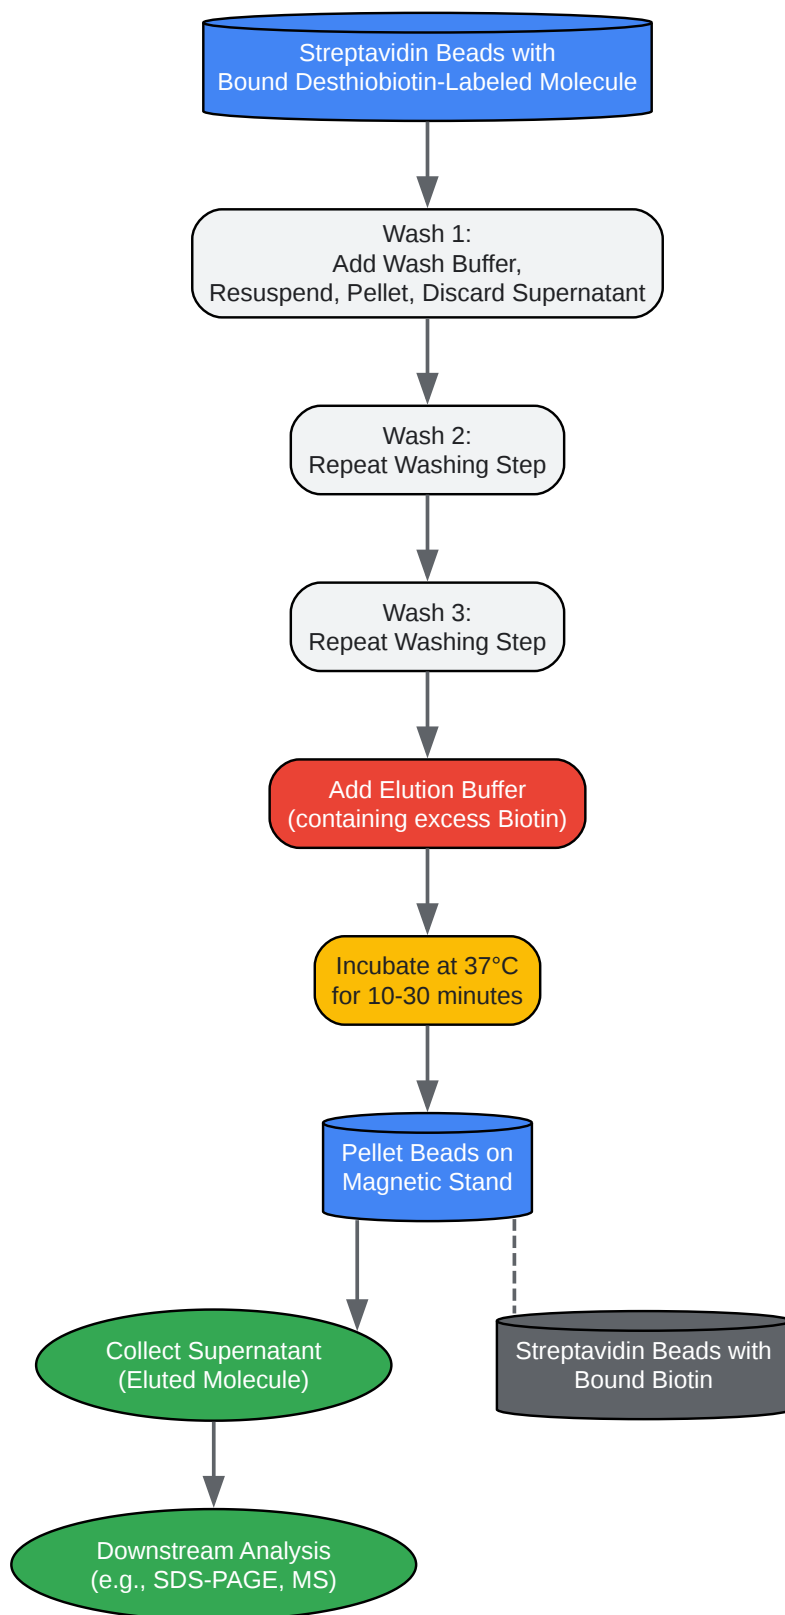 Streptavidin Beads with
Bound Desthiobiotin-Labeled Molecule
Wash 1:
Add Wash Buffer,
Resuspend, Pellet, Discard Supernatant
Wash 2:
Repeat Washing Step
Wash 3:
Repeat Washing Step
Add Elution Buffer
(containing excess Biotin)
Incubate at 37°C
for 10-30 minutes
Pellet Beads on
Magnetic Stand
Collect Supernatant
(Eluted Molecule)
Streptavidin Beads with
Bound Biotin
Downstream Analysis
(e.g., SDS-PAGE, MS)